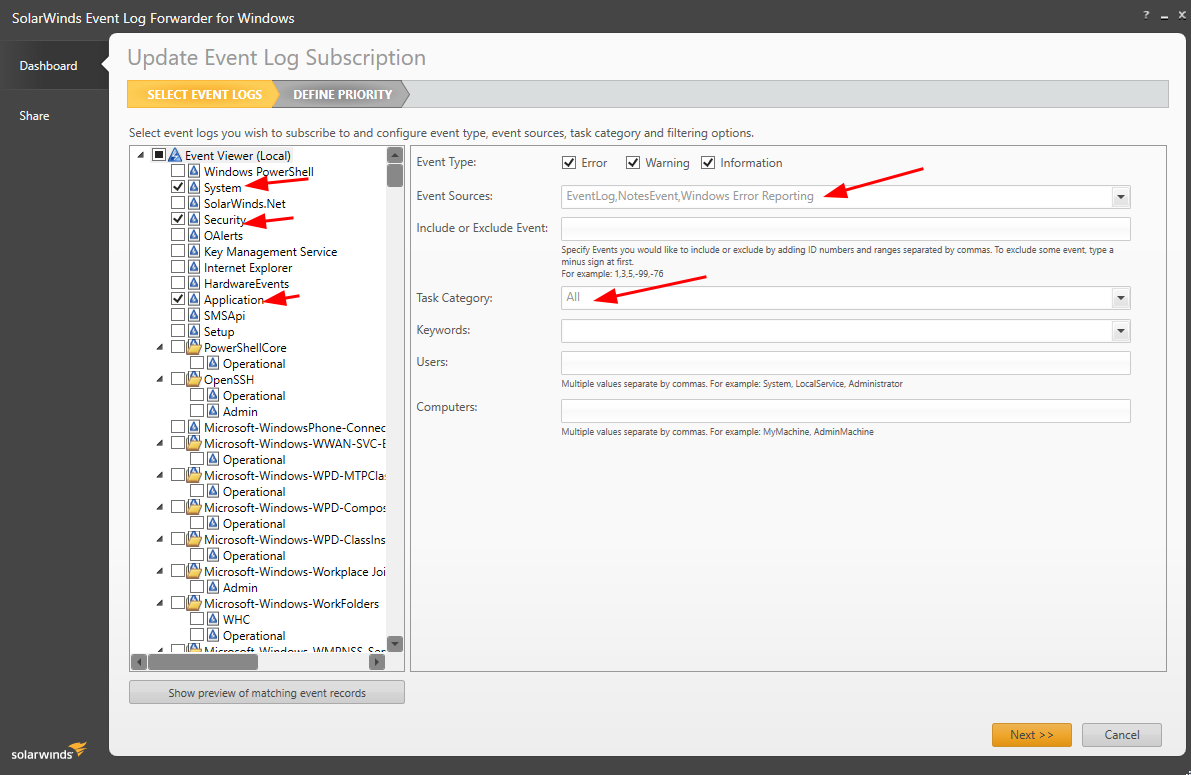 SolarWinds Event Log Forwarder for Windows
?
Dashboard
Share
Update Event Log Subscription
SELECT EVENT LOGS
DEFINE PRIORITY
Select event logs you wish to subscribe to and configure event type, event sources, task category and filtering options.
Event Viewer (Local)
Windows PowerShell
System
SolarWinds.Net
Security
OAlerts
Key Management Service
Internet Explorer
HardwareEvents
Application
SMSApi
Setup
PowerShellCore
Operational
OpenSSH
Operational
Admin
Microsoft-WindowsPhone-Connec
Microsoft-Windows-WWAN-SVC-E
Operational
Microsoft-Windows-WPD-MTPClas
Operational
Microsoft-Windows-WPD-Compos
Operational
Microsoft-Windows-WPD-ClassIns
Operational
Microsoft-Windows-Workplace Joi
Admin
Microsoft-Windows-WorkFolders
WHC
Operational
Microsoft-Windows-WMPNSS-Ser
Show preview of matching event records
Event Type: Error Warning Information
Event Sources: EventLog,NotesEvent,Windows Error Reporting
Include or Exclude Event:
Specify Events you would like to include or exclude by adding ID numbers and ranges separated by commas. To exclude some event, type a
minus sign at first.
For example: 1,3,5,-99,-76
Task Category: All
Keywords:
Users:
Multiple values separate by commas. For example: System, LocalService, Administrator
Computers:
Multiple values separate by commas. For example: MyMachine, AdminMachine
Next >>
Cancel
solarwinds